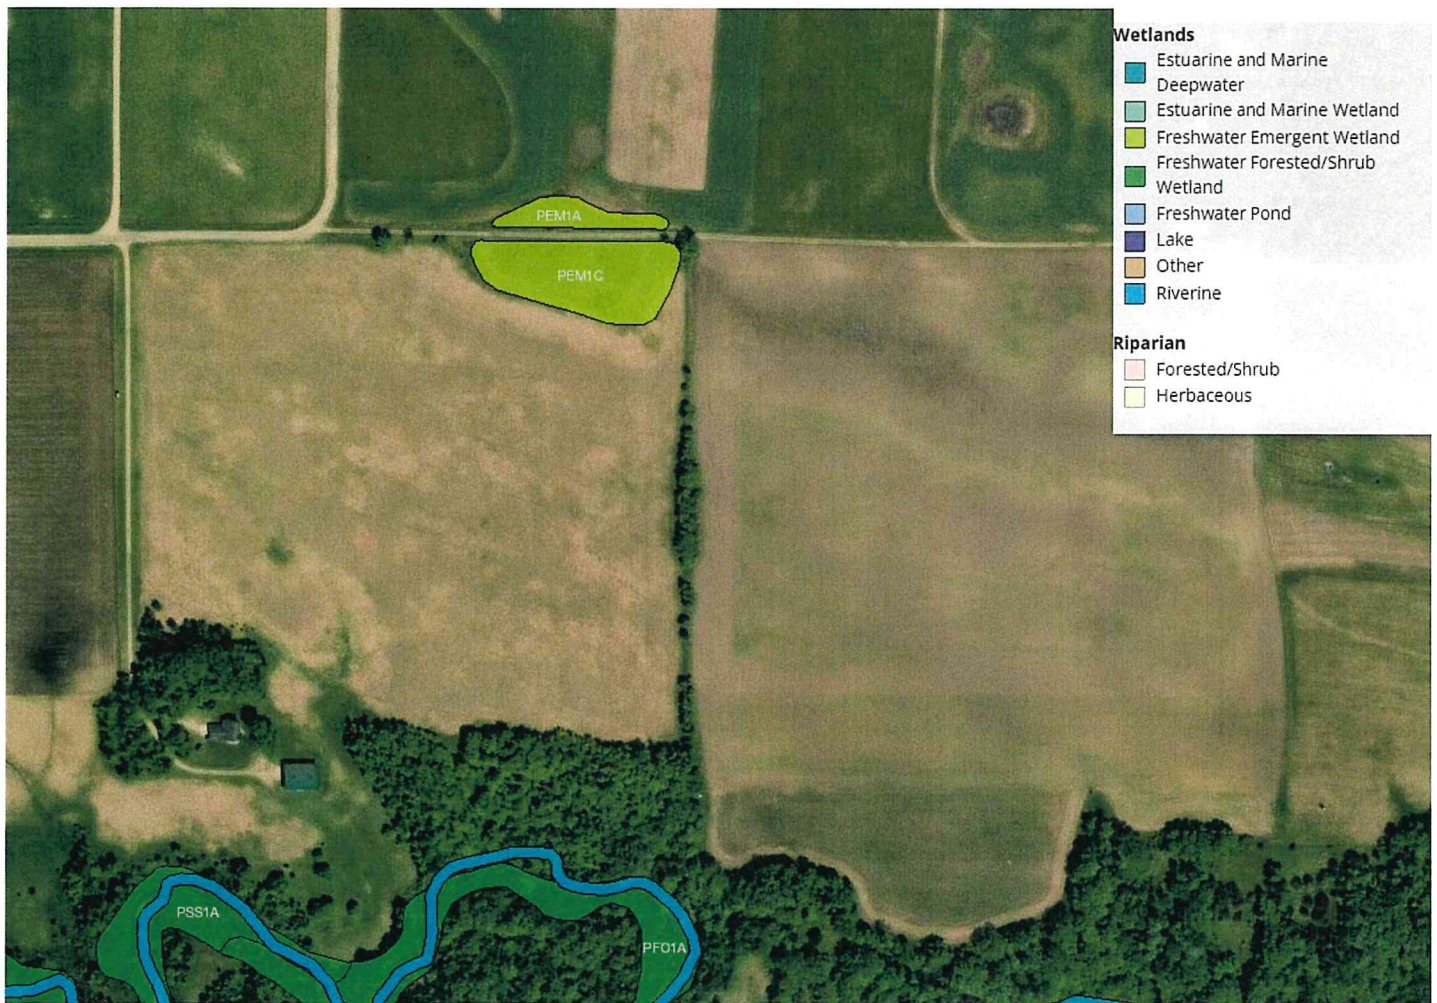 Wetlands
Estuarine and Marine
Deepwater
Estuarine and Marine Wetland
Freshwater Emergent Wetland
Freshwater Forested/Shrub
Wetland
Freshwater Pond
Lake
Other
Riverine
Riparian
Forested/Shrub
Herbaceous
PEM1A
PEM1C
PSS1A
PFO1A